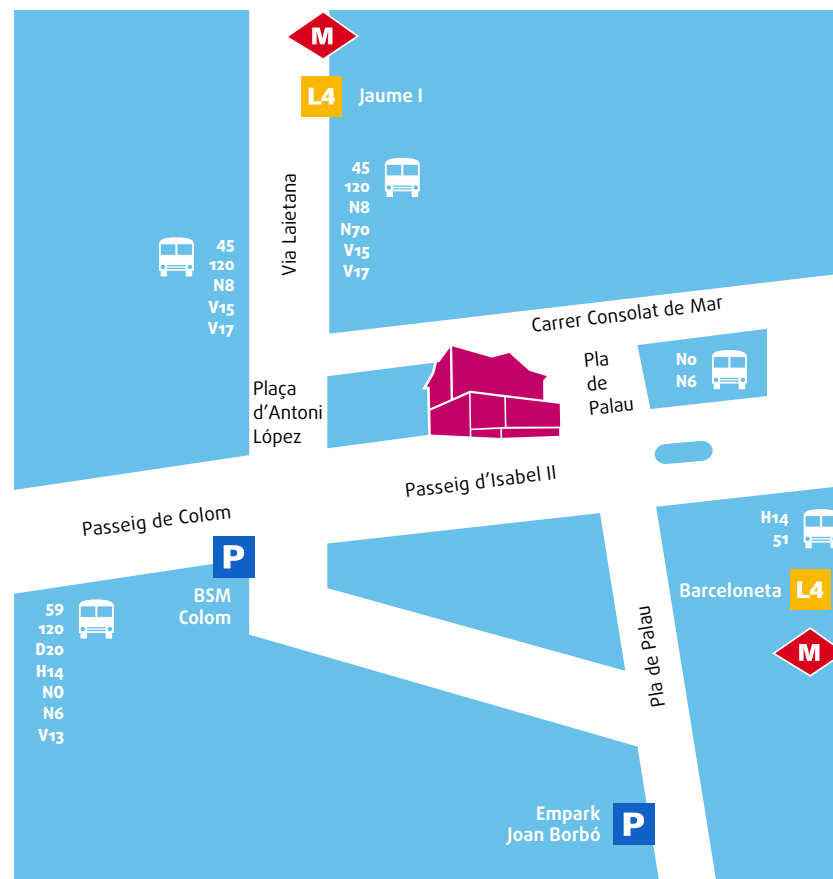 M
L4 Jaume I
Via Laietana
45
120
N8
N70
V15
V17
45
120
N8
V15
V17
Carrer Consolat de Mar
Plaça
d'Antoni
López
Pla
de
Palau
N0
N6
Passeig d'Isabel II
Passeig de Colom
P
BSM
Colom
H14
51
Barceloneta L4
M
59
120
D20
H14
N0
N6
V13
Pla de Palau
Empark
Joan Borbó
P